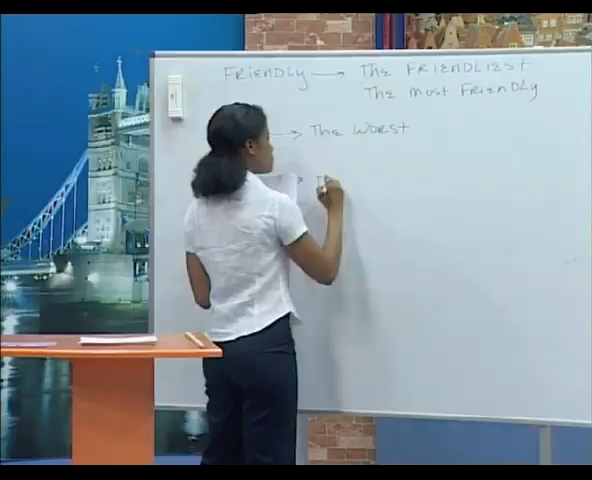 FRIENDLY → THE FRIENDLIEST
THE MOST FRIENDLY
→ THE WORST